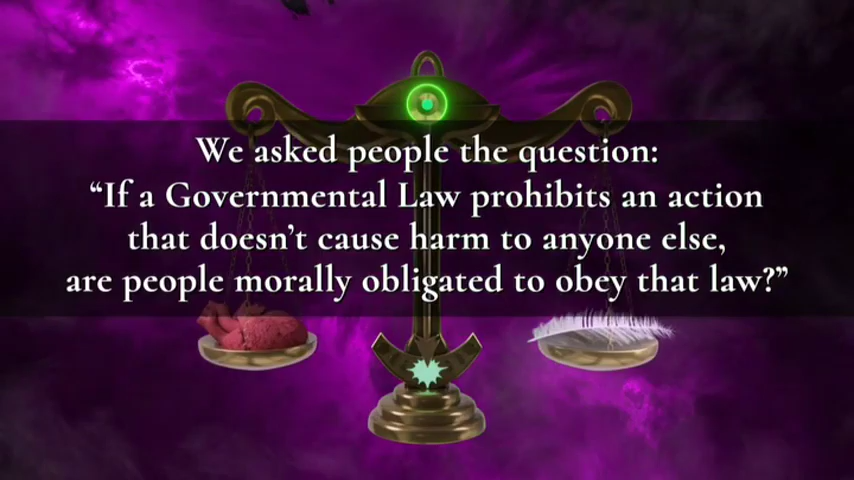 We asked people the question:
“If a Governmental Law prohibits an action
that doesn’t cause harm to anyone else,
are people morally obligated to obey that law?”